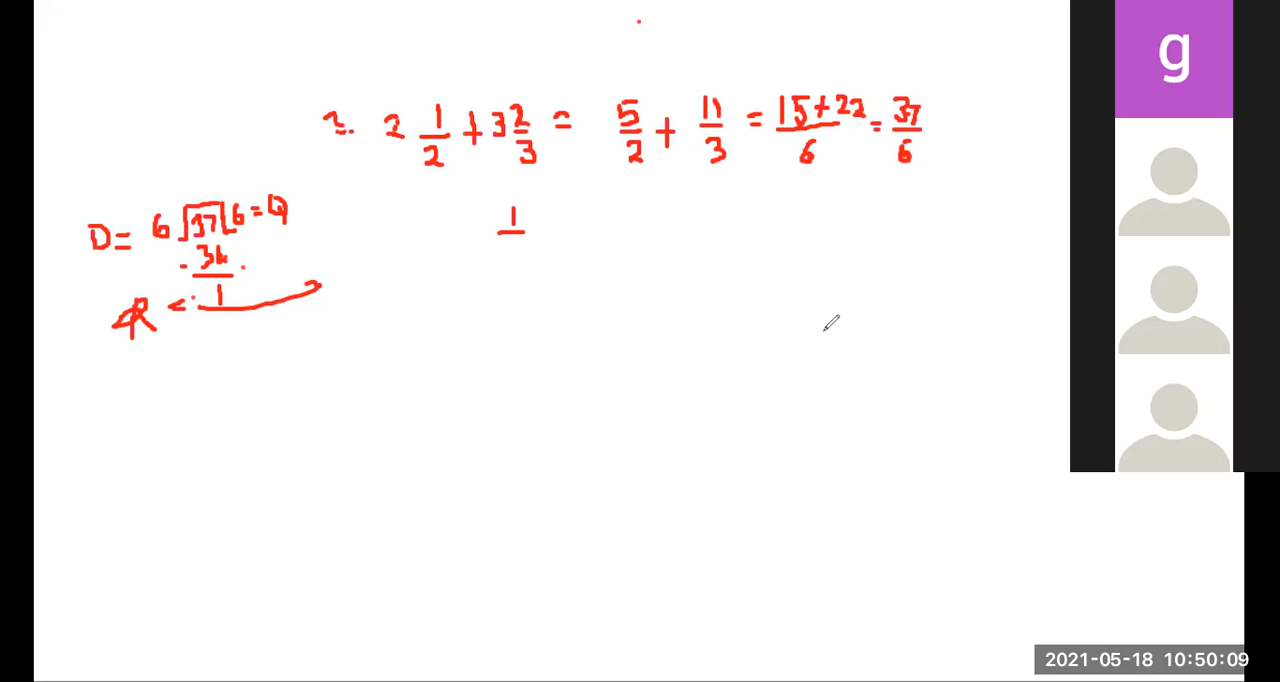 g
2. 2 1/2 + 3 2/3 = 5/2 + 11/3 = 15+22/6 = 37/6
D= 6 37 6 = Q
- 36
R < 1
1
2021-05-18 10:50:09